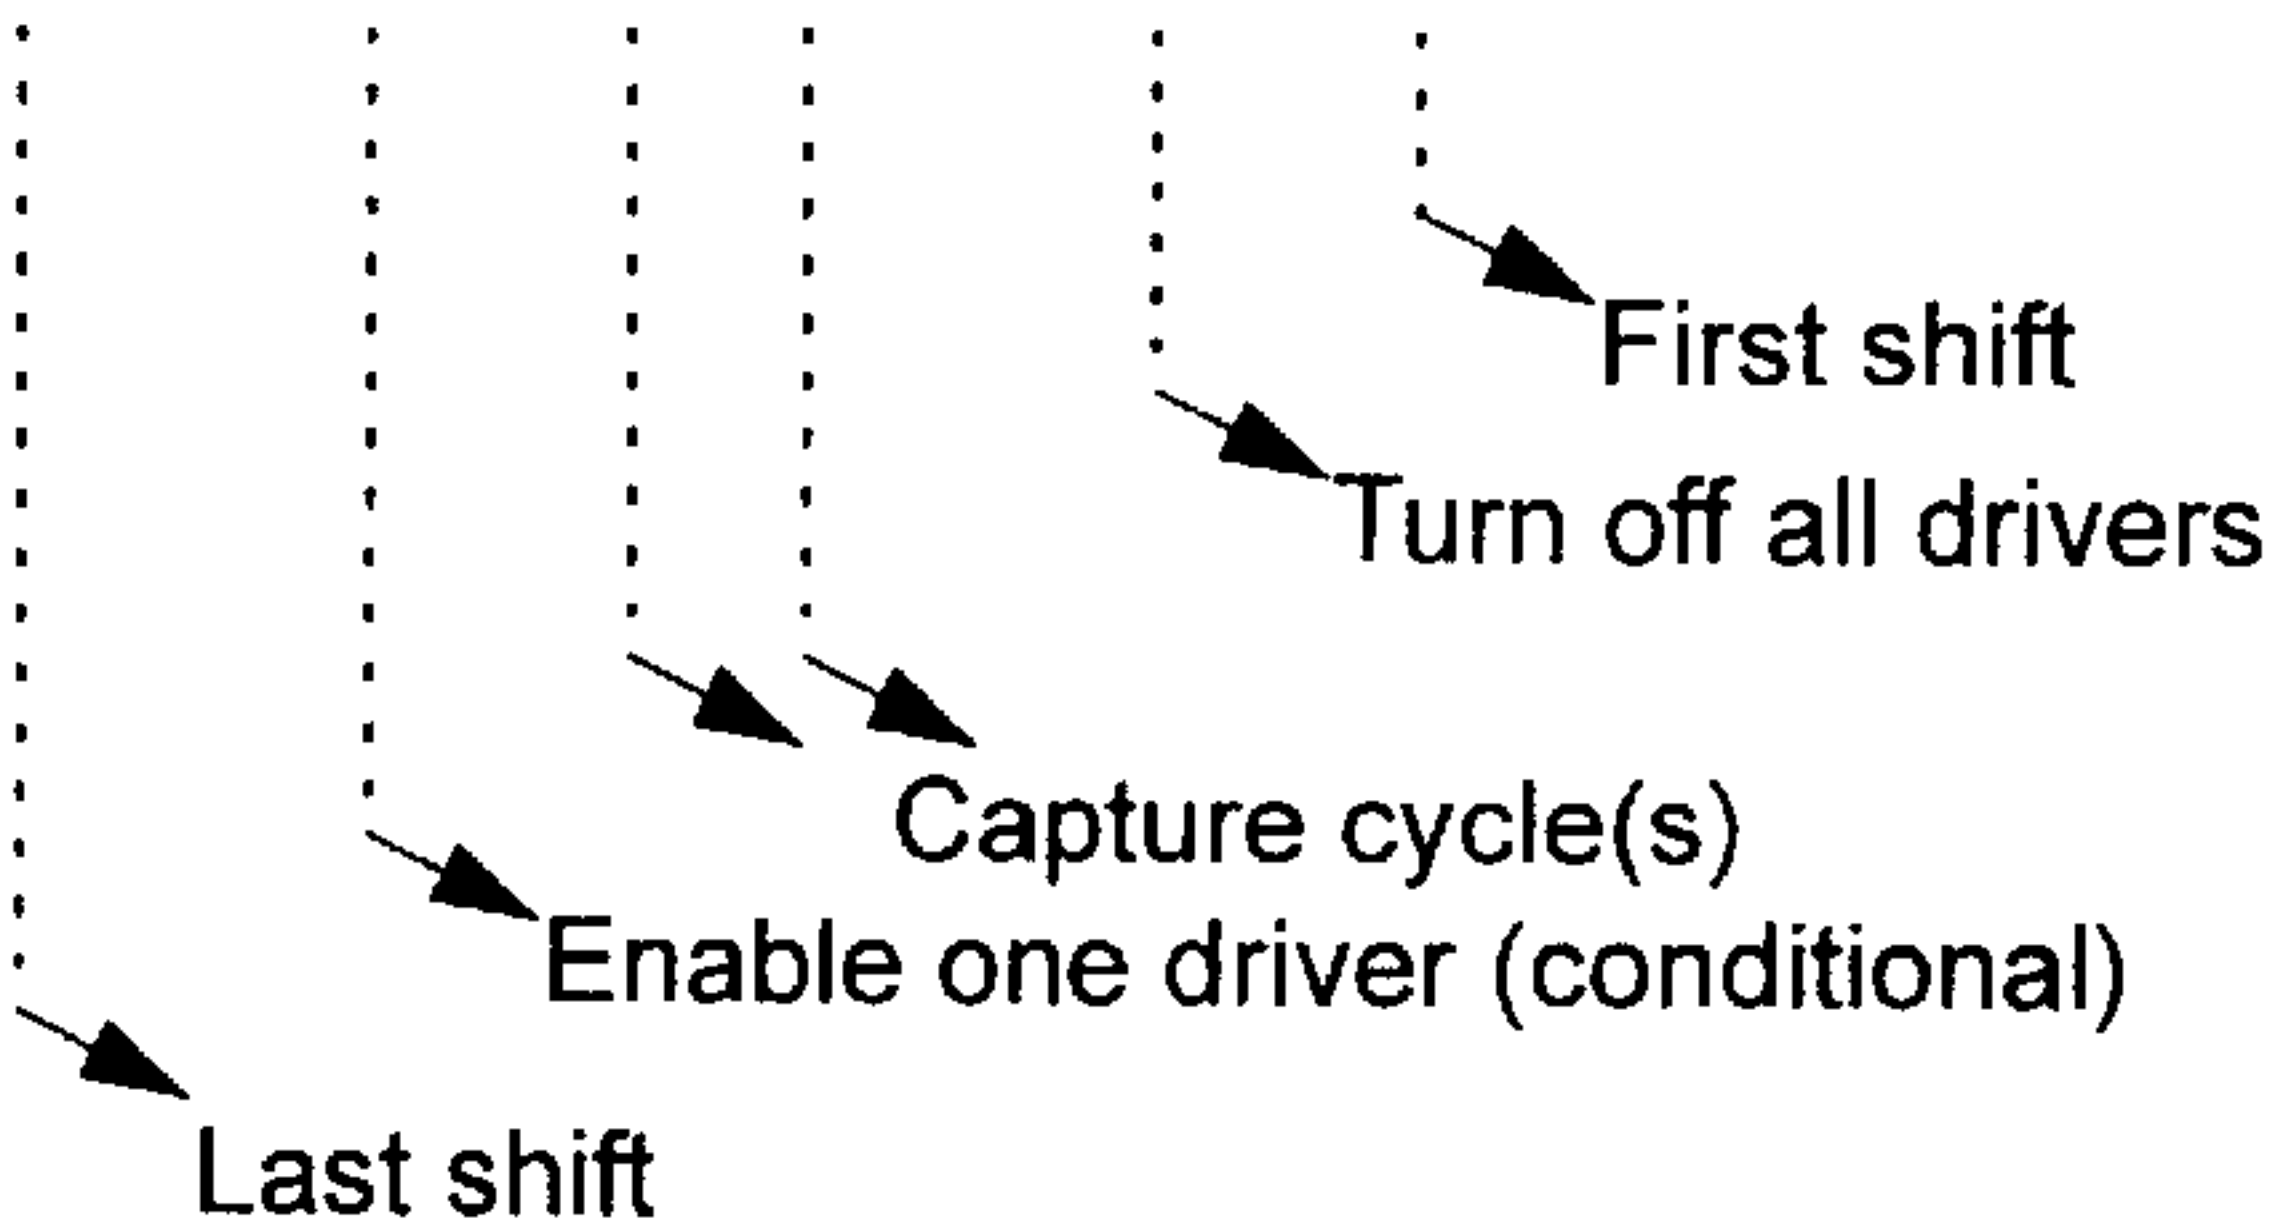 First shift
Turn off all drivers
Capture cycle(s)
Enable one driver (conditional)
Last shift